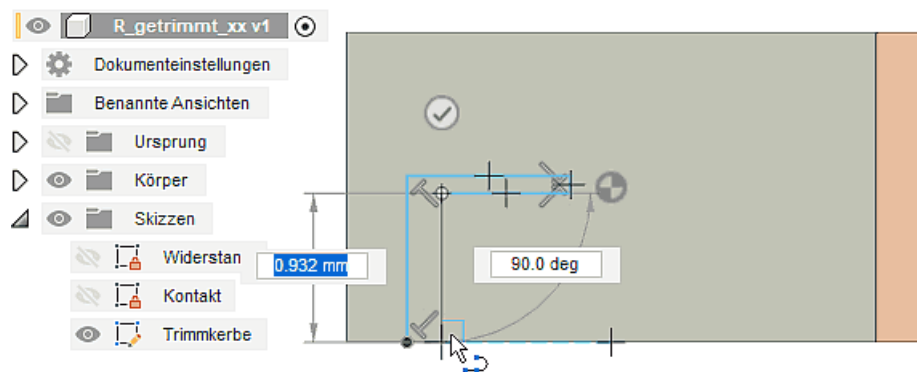 R_getrimmt_xx v1
Dokumenteinstellungen
Benannte Ansichten
Ursprung
Körper
Skizzen
Widerstan
0.932 mm
90.0 deg
Kontakt
Trimmkerbe